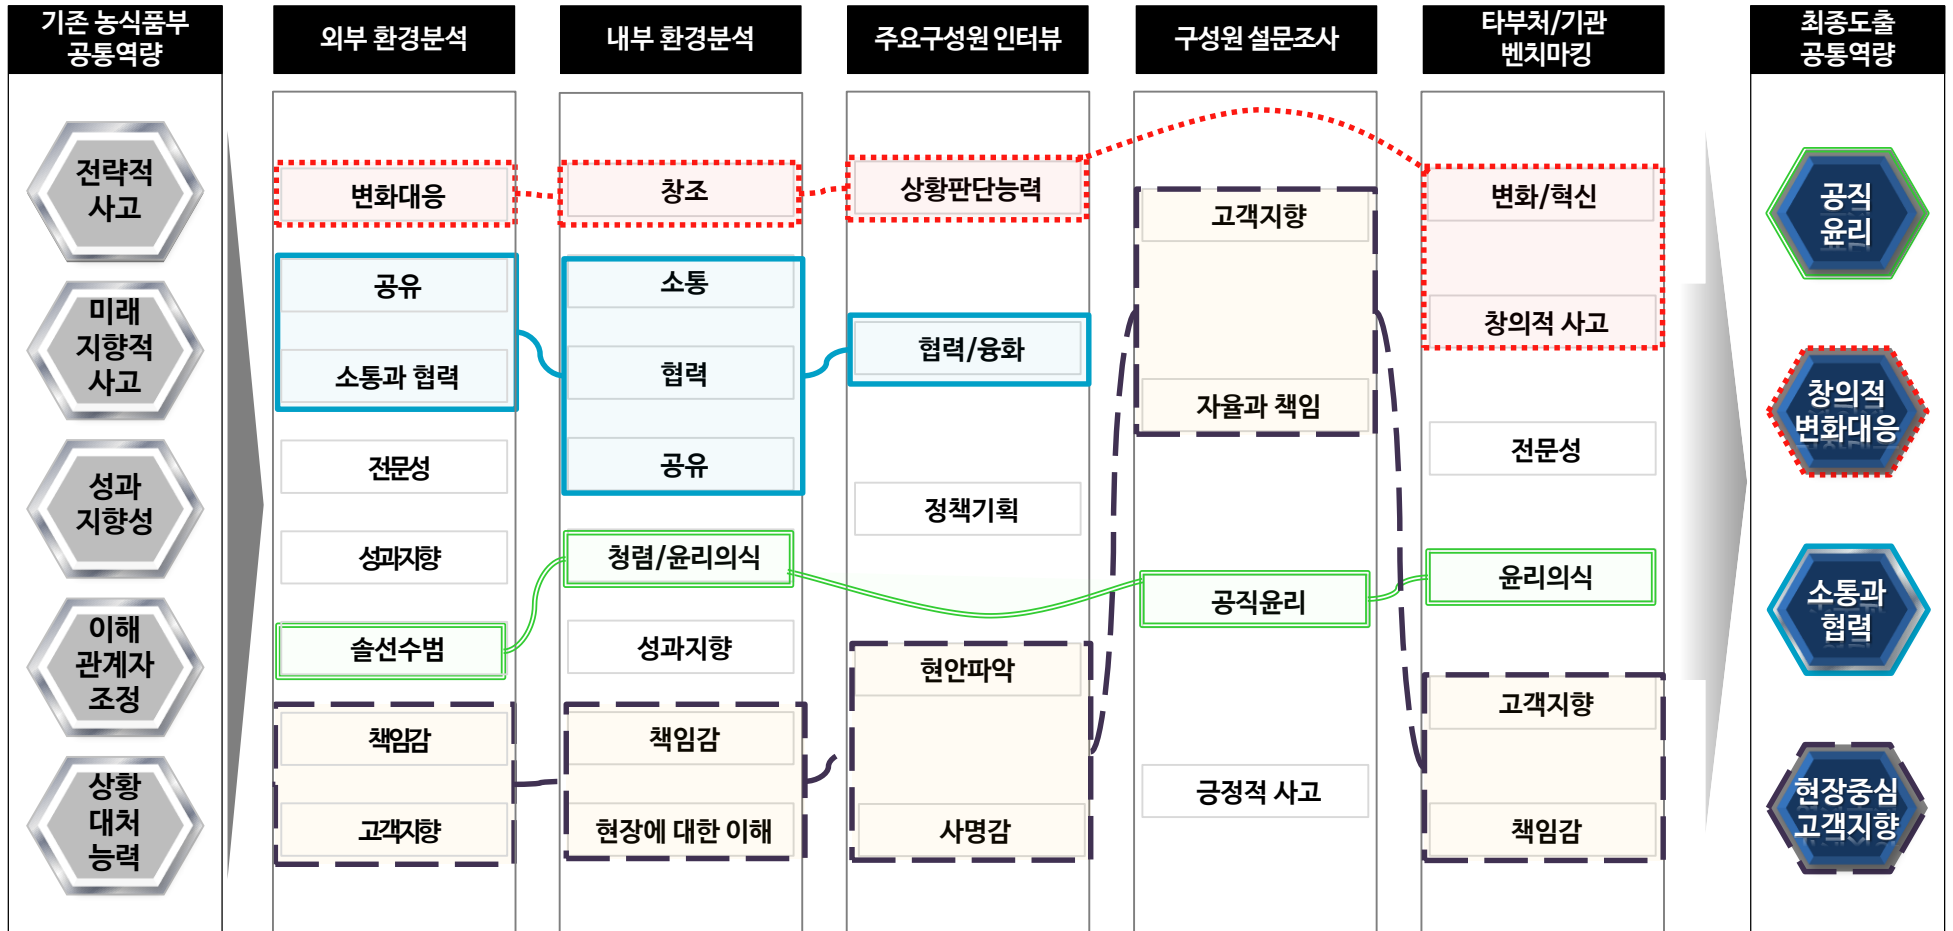 기존 농식품부
공통역량
외부 환경분석
내부 환경분석
주요구성원 인터뷰
구성원 설문조사
타부처/기관
벤치마킹
최종도출
공통역량
전략적
사고
미래
지향적
사고
성과
지향성
이해
관계자
조정
상황
대처
능력
변화대응
공유
소통과 협력
전문성
성과지향
솔선수범
책임감
고객지향
창조
소통
협력
공유
청렴/윤리의식
성과지향
책임감
현장에 대한 이해
상황판단능력
협력/융화
정책기획
현안파악
사명감
고객지향
자율과 책임
공직윤리
긍정적 사고
변화/혁신
창의적 사고
전문성
윤리의식
고객지향
책임감
공직
윤리
창의적
변화대응
소통과
협력
현장중심
고객지향